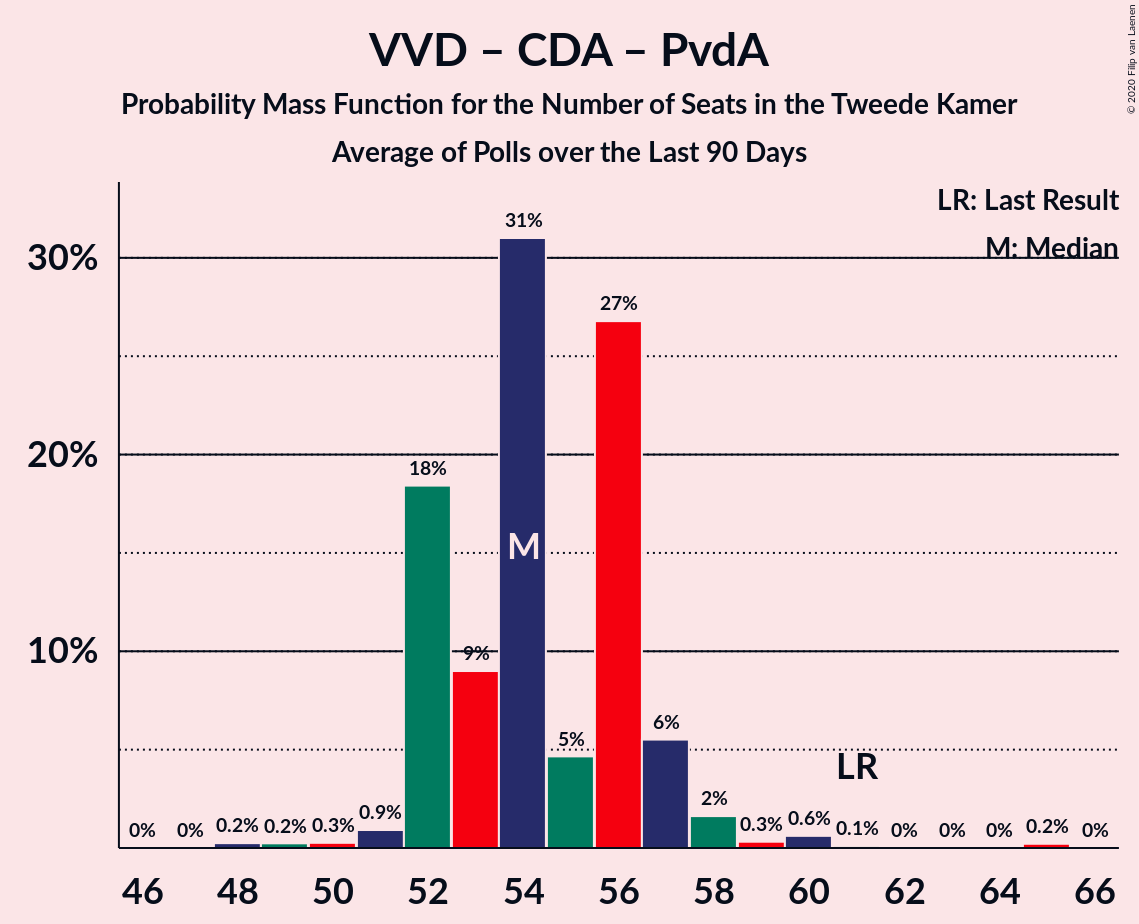 VVD – CDA – PvdA
Probability Mass Function for the Number of Seats in the Tweede Kamer
Average of Polls over the Last 90 Days
© 2020 Filip van Laenen
LR: Last Result
M: Median
30%
20%
10%
0%
0%
0.2%
0.2%
0.3%
0.9%
18%
9%
31%
5%
27%
6%
2%
0.3%
0.6%
0.1%
0%
0%
0%
0.2%
0%
M
LR
46 48 50 52 54 56 58 60 62 64 66